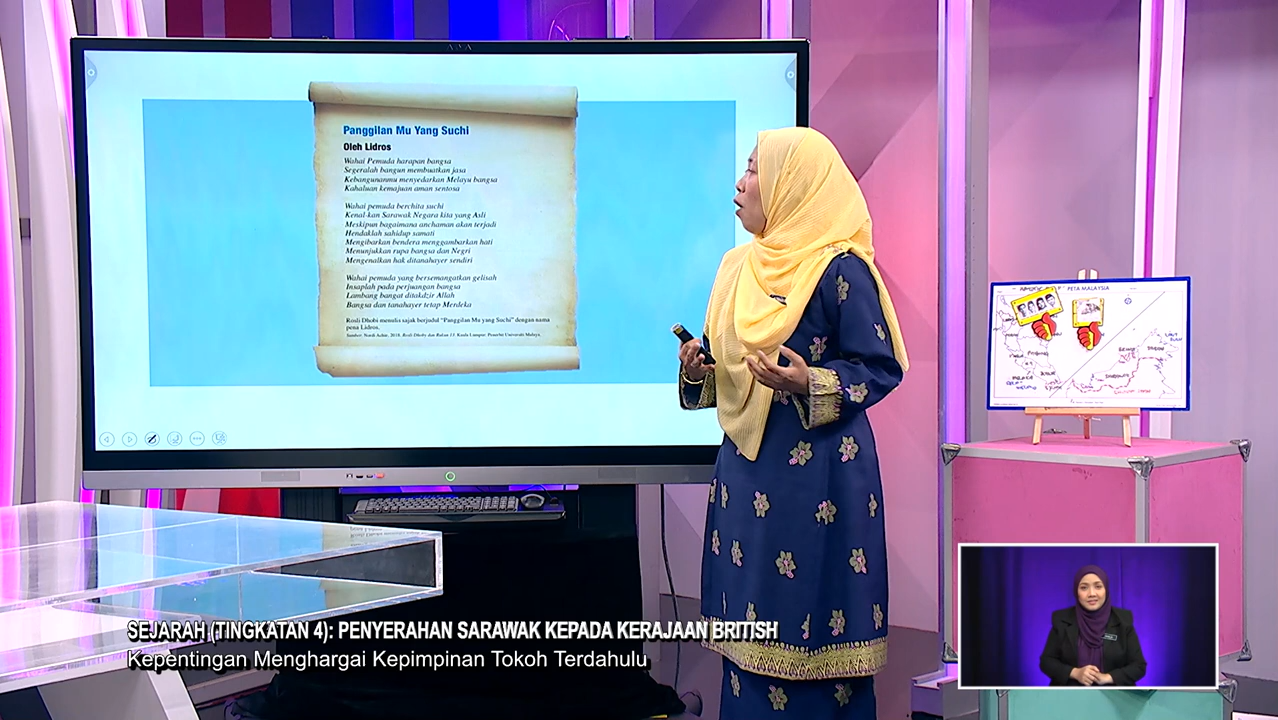 Panggilan Mu Yang Suchi
Oleh Lidros
Wahai Pemuda harapan bangsa
Segeralah bangun membuatkan jasa
Kebangunanmu menyedarkan Melayu bangsa
Kahaluan kemajuan aman sentosa
Wahai pemuda berchita suchi
Kenal-kan Sarawak Negara kita yang Asli
Meskipun bagaimana anchaman akan terjadi
Hendaklah sahidup samati
Mengibarkan bendera menggambarkan hati
Menunjukkan rupa bangsa dan Negri
Mengenalkan hak ditanahayer sendiri
Wahai pemuda yang bersemangatkan gelisah
Insaplah pada perjuangan bangsa
Lambang bangat ditakdzir Allah
Bangsa dan tanahayer tetap Merdeka
Rosli Dhobi menulis sajak berjudul "Panggilan Mu yang Suchi" dengan nama
pena Lidros.
PETA MALAYSIA
SEJARAH (TINGKATAN 4): PENYERAHAN SARAWAK KEPADA KERAJAAN BRITISH
Kepentingan Menghargai Kepimpinan Tokoh Terdahulu